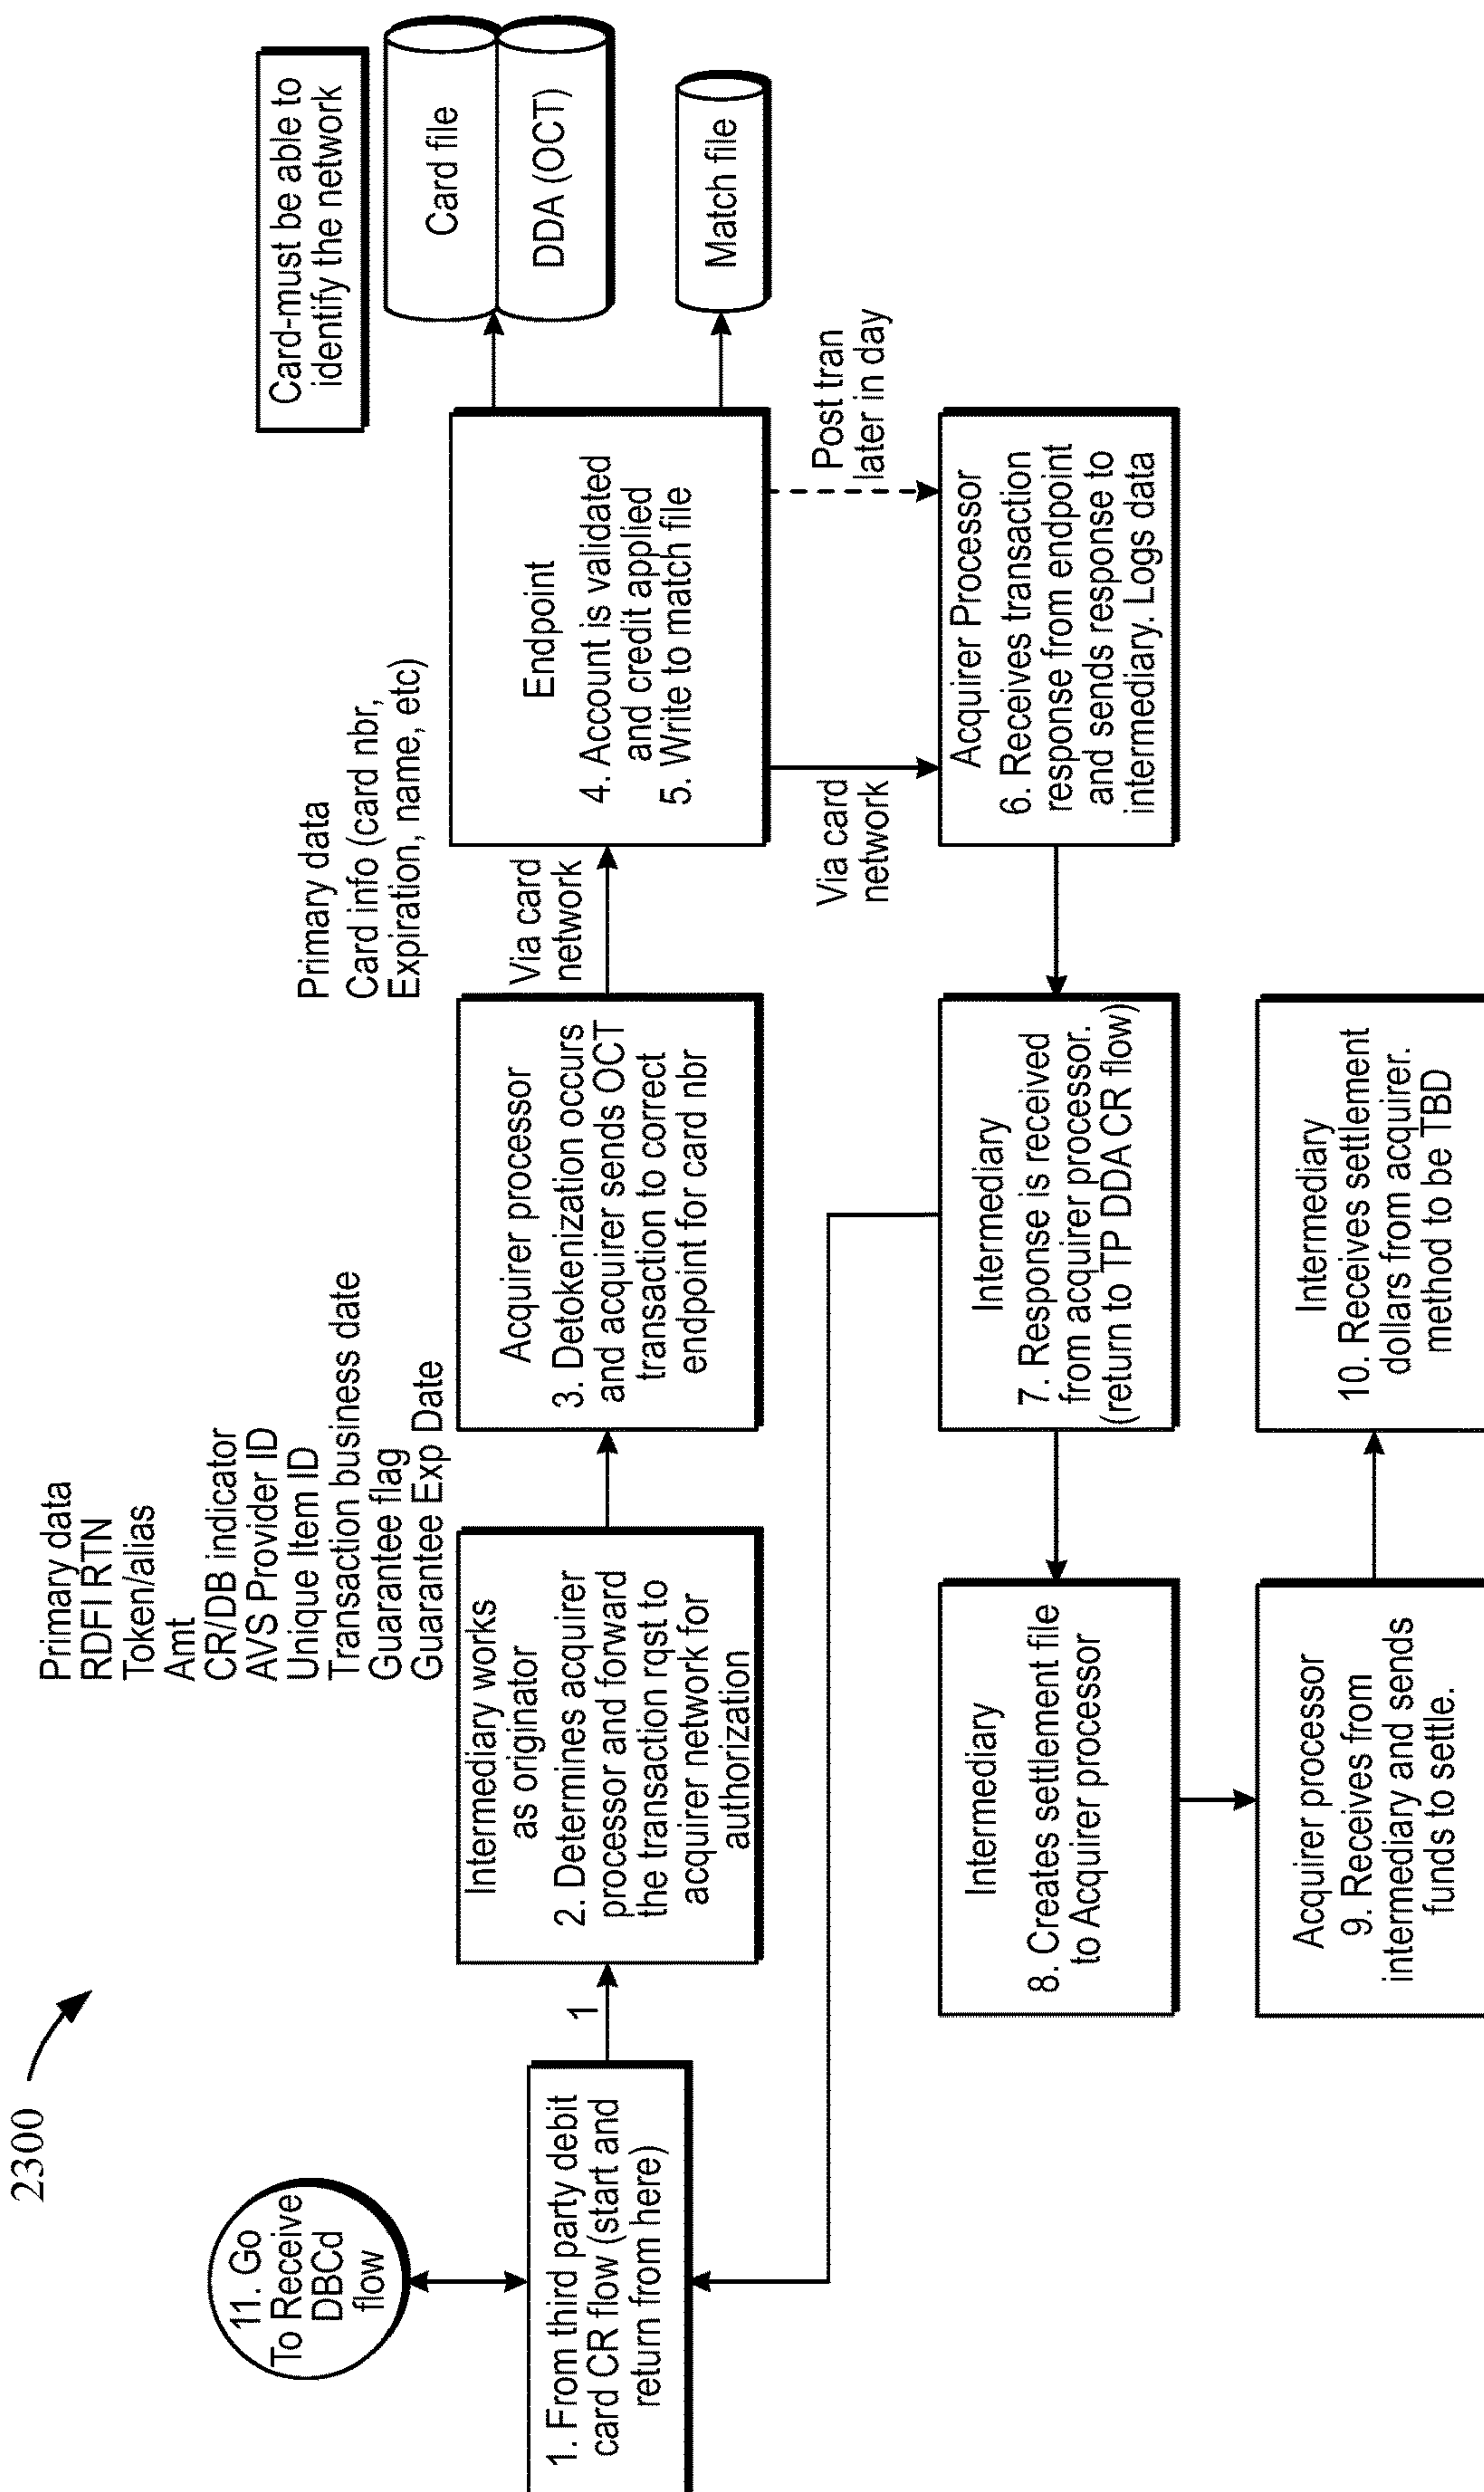 2300
11. Go
To Receive
DBCd
flow
1. From third party debit
card CR flow (start and
return from here)
1
Primary data
RDFI RTN
Token/alias
Amt
CR/DB indicator
AVS Provider ID
Unique Item ID
Transaction business date
Guarantee flag
Guarantee Exp Date
Intermediary works
as originator
2. Determines acquirer
processor and forward
the transaction rqst to
acquirer network for
authorization
Acquirer processor
3. Detokenization occurs
and acquirer sends OCT
transaction to correct
endpoint for card nbr
Primary data
Card info (card nbr,
Expiration, name, etc)
Via card
network
Endpoint
4. Account is validated
and credit applied
5. Write to match file
Card-must be able to
identify the network
Card file
DDA (OCT)
Match file
Via card
network
Post tran
later in day
Acquirer Processor
6. Receives transaction
response from endpoint
and sends response to
intermediary. Logs data
Intermediary
7. Response is received
from acquirer processor.
(return to TP DDA CR flow)
Intermediary
8. Creates settlement file
to Acquirer processor
Acquirer processor
9. Receives from
intermediary and sends
funds to settle.
Intermediary
10. Receives settlement
dollars from acquirer.
method to be TBD